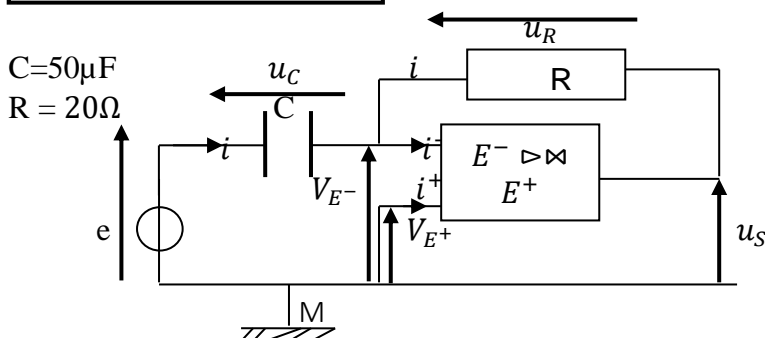 u_R
C=50µF
u_C
i
R
R = 20Ω
C
i
i⁻
E⁻ ⊳⋈
V_{E⁻}
i⁺
E⁺
e
V_{E⁺}
u_S
M